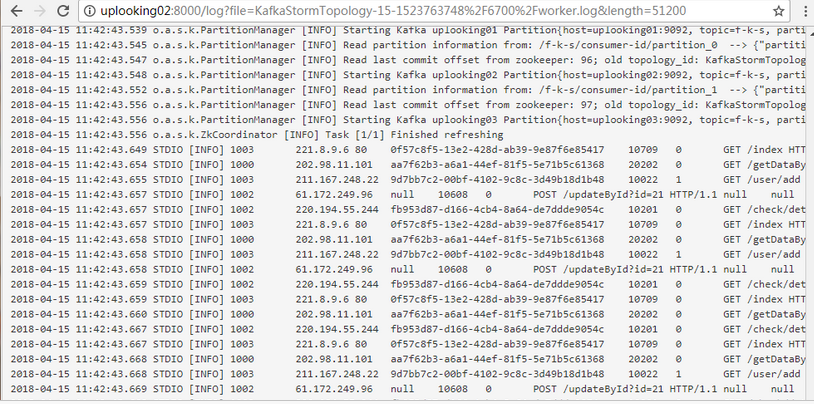 uplooking02:8000/log?file=KafkaStormTopology-15-1523763748%2F6700%2Fworker.log&length=51200
2018-04-15 11:42:43.539 o.a.s.k.PartitionManager [INFO] Starting Kafka uplooking01 Partition{host=uplooking01:9092, topic=f-k-s, parti
2018-04-15 11:42:43.545 o.a.s.k.PartitionManager [INFO] Read partition information from: /f-k-s/consumer-id/partition_0 --> {"partiti
2018-04-15 11:42:43.547 o.a.s.k.PartitionManager [INFO] Read last commit offset from zookeeper: 96; old topology_id: KafkaStormTopolog
2018-04-15 11:42:43.548 o.a.s.k.PartitionManager [INFO] Starting Kafka uplooking02 Partition{host=uplooking02:9092, topic=f-k-s, parti
2018-04-15 11:42:43.552 o.a.s.k.PartitionManager [INFO] Read partition information from: /f-k-s/consumer-id/partition_1 --> {"partiti
2018-04-15 11:42:43.556 o.a.s.k.PartitionManager [INFO] Read last commit offset from zookeeper: 97; old topology_id: KafkaStormTopolog
2018-04-15 11:42:43.556 o.a.s.k.PartitionManager [INFO] Starting Kafka uplooking03 Partition{host=uplooking03:9092, topic=f-k-s, parti
2018-04-15 11:42:43.556 o.a.s.k.ZkCoordinator [INFO] Task [1/1] Finished refreshing
2018-04-15 11:42:43.649 STDIO [INFO] 1003 221.8.9.6 80 0f57c8f5-13e2-428d-ab39-9e87f6e85417 10709 0 GET /index HTT
2018-04-15 11:42:43.654 STDIO [INFO] 1000 202.98.11.101 aa7f62b3-a6a1-44ef-81f5-5e71b5c61368 20202 0 GET /getDataBy
2018-04-15 11:42:43.655 STDIO [INFO] 1003 211.167.248.22 9d7bb7c2-00bf-4102-9c8c-3d49b18d1b48 10022 1 GET /user/add
2018-04-15 11:42:43.657 STDIO [INFO] 1002 61.172.249.96 null 10608 0 POST /updateById?id=21 HTTP/1.1 null null
2018-04-15 11:42:43.657 STDIO [INFO] 1002 220.194.55.244 fb953d87-d166-4cb4-8a64-de7ddde9054c 10201 0 GET /check/det
2018-04-15 11:42:43.657 STDIO [INFO] 1003 221.8.9.6 80 0f57c8f5-13e2-428d-ab39-9e87f6e85417 10709 0 GET /index HTT
2018-04-15 11:42:43.658 STDIO [INFO] 1000 202.98.11.101 aa7f62b3-a6a1-44ef-81f5-5e71b5c61368 20202 0 GET /getDataBy
2018-04-15 11:42:43.658 STDIO [INFO] 1003 211.167.248.22 9d7bb7c2-00bf-4102-9c8c-3d49b18d1b48 10022 1 GET /user/add
2018-04-15 11:42:43.658 STDIO [INFO] 1002 61.172.249.96 null 10608 0 POST /updateById?id=21 HTTP/1.1 null null
2018-04-15 11:42:43.659 STDIO [INFO] 1002 220.194.55.244 fb953d87-d166-4cb4-8a64-de7ddde9054c 10201 0 GET /check/det
2018-04-15 11:42:43.659 STDIO [INFO] 1003 221.8.9.6 80 0f57c8f5-13e2-428d-ab39-9e87f6e85417 10709 0 GET /index HTT
2018-04-15 11:42:43.660 STDIO [INFO] 1000 202.98.11.101 aa7f62b3-a6a1-44ef-81f5-5e71b5c61368 20202 0 GET /getDataBy
2018-04-15 11:42:43.667 STDIO [INFO] 1002 220.194.55.244 fb953d87-d166-4cb4-8a64-de7ddde9054c 10201 0 GET /check/det
2018-04-15 11:42:43.667 STDIO [INFO] 1003 221.8.9.6 80 0f57c8f5-13e2-428d-ab39-9e87f6e85417 10709 0 GET /index HTT
2018-04-15 11:42:43.668 STDIO [INFO] 1000 202.98.11.101 aa7f62b3-a6a1-44ef-81f5-5e71b5c61368 20202 0 GET /getDataBy
2018-04-15 11:42:43.668 STDIO [INFO] 1003 211.167.248.22 9d7bb7c2-00bf-4102-9c8c-3d49b18d1b48 10022 1 GET /user/add
2018-04-15 11:42:43.669 STDIO [INFO] 1002 61.172.249.96 null 10608 0 POST /updateById?id=21 HTTP/1.1 null null